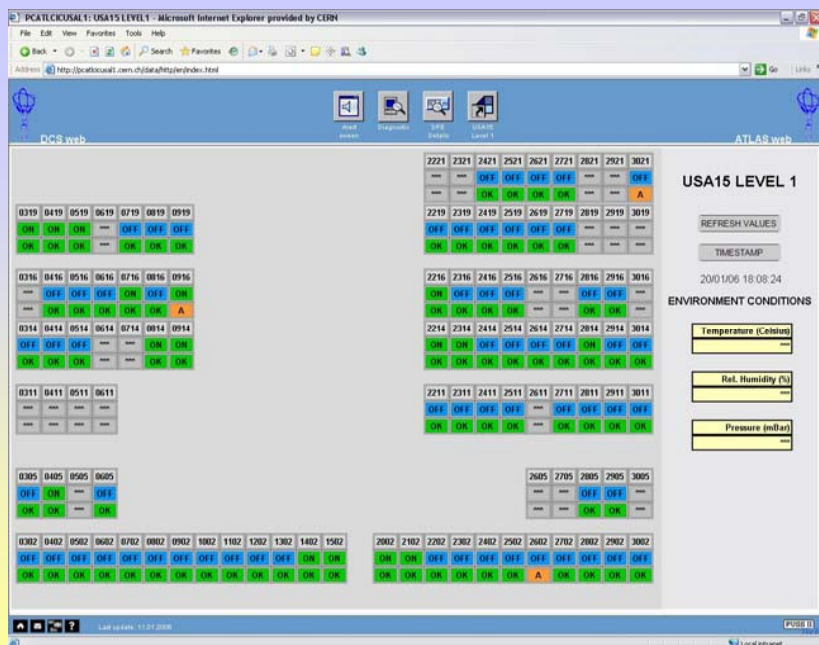 PCATLCICUSAL1: USA15 LEVEL1 - Microsoft Internet Explorer provided by CERN
File Edit View Favorites Tools Help
Back Search Favorites
Address http://pcatlcicusal1.cern.ch/data/http/en/index.html Go Links
Alert screen Diagnostic Details USA15 Level 1
DCS web ATLAS web
USA15 LEVEL 1
REFRESH VALUES
TIMESTAMP
20/01/06 18:08:24
ENVIRONMENT CONDITIONS
Temperature (Celsius)
---
Rel. Humidity (%)
---
Pressure (mBar)
---
2221 2321 2421 2521 2621 2721 2821 2921 3021
--- --- OFF OFF OFF OFF --- --- OFF
--- --- OK OK OK OK --- --- A
0319 0419 0519 0619 0719 0819 0919 2219 2319 2419 2519 2619 2719 2819 2919 3019
ON ON ON --- OFF OFF OFF OFF OFF OFF OFF OFF OFF --- --- ---
OK OK OK --- OK OK OK OK OK OK OK OK OK --- --- ---
0316 0416 0516 0616 0716 0816 0916 2216 2316 2416 2516 2616 2716 2816 2916 3016
--- OFF OFF OFF ON OFF ON ON OFF OFF OFF --- --- OFF OFF ---
--- OK OK OK OK OK A OK OK OK OK --- --- OK OK ---
0314 0414 0514 0614 0714 0814 0914 2214 2314 2414 2514 2614 2714 2814 2914 3014
OFF OFF OFF --- --- ON ON ON OFF OFF OFF OFF OFF ON OFF OFF
OK OK OK --- --- OK OK OK OK OK OK OK OK OK OK OK
0311 0411 0511 0611 2211 2311 2411 2511 2611 2711 2811 2911 3011
--- --- --- --- OFF OFF OFF OFF --- OFF OFF OFF OFF
--- --- --- --- OK OK OK OK --- OK OK OK OK
0305 0405 0505 0605 2605 2705 2805 2905 3005
OFF ON --- OFF --- --- OFF OFF ---
OK OK --- OK --- --- OK OK ---
0302 0402 0502 0602 0702 0802 0902 1002 1102 1202 1302 1402 1502 2002 2102 2202 2302 2402 2502 2602 2702 2802 2902 3002
OFF OFF OFF OFF OFF OFF OFF OFF OFF OFF OFF ON ON ON ON OFF OFF OFF OFF OFF OFF OFF OFF OFF
OK OK OK OK OK OK OK OK OK OK OK OK OK OK OK OK OK OK OK A OK OK OK OK
Last update: 11.01.2006
PVSS II
Local intranet